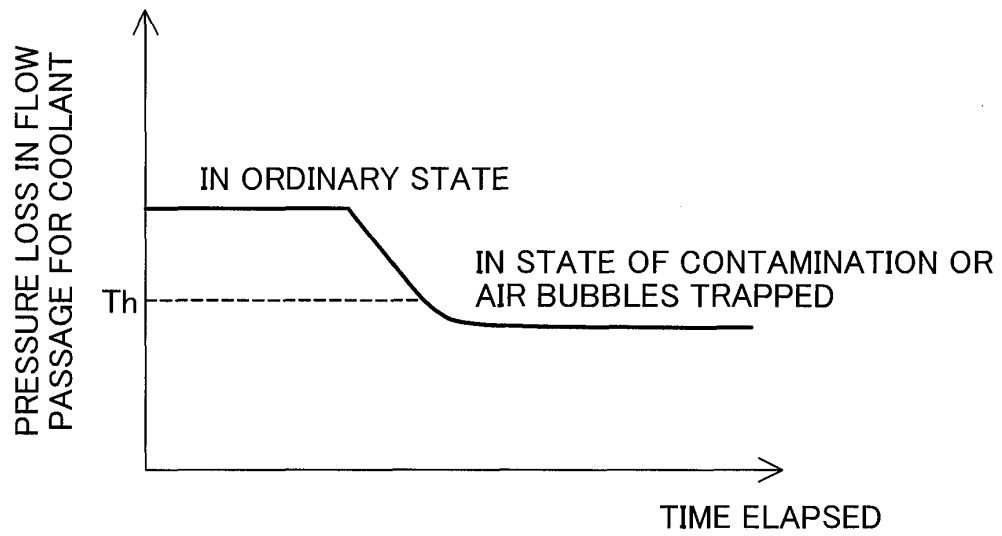 PRESSURE LOSS IN FLOW
PASSAGE FOR COOLANT
IN ORDINARY STATE
IN STATE OF CONTAMINATION OR
AIR BUBBLES TRAPPED
Th
TIME ELAPSED